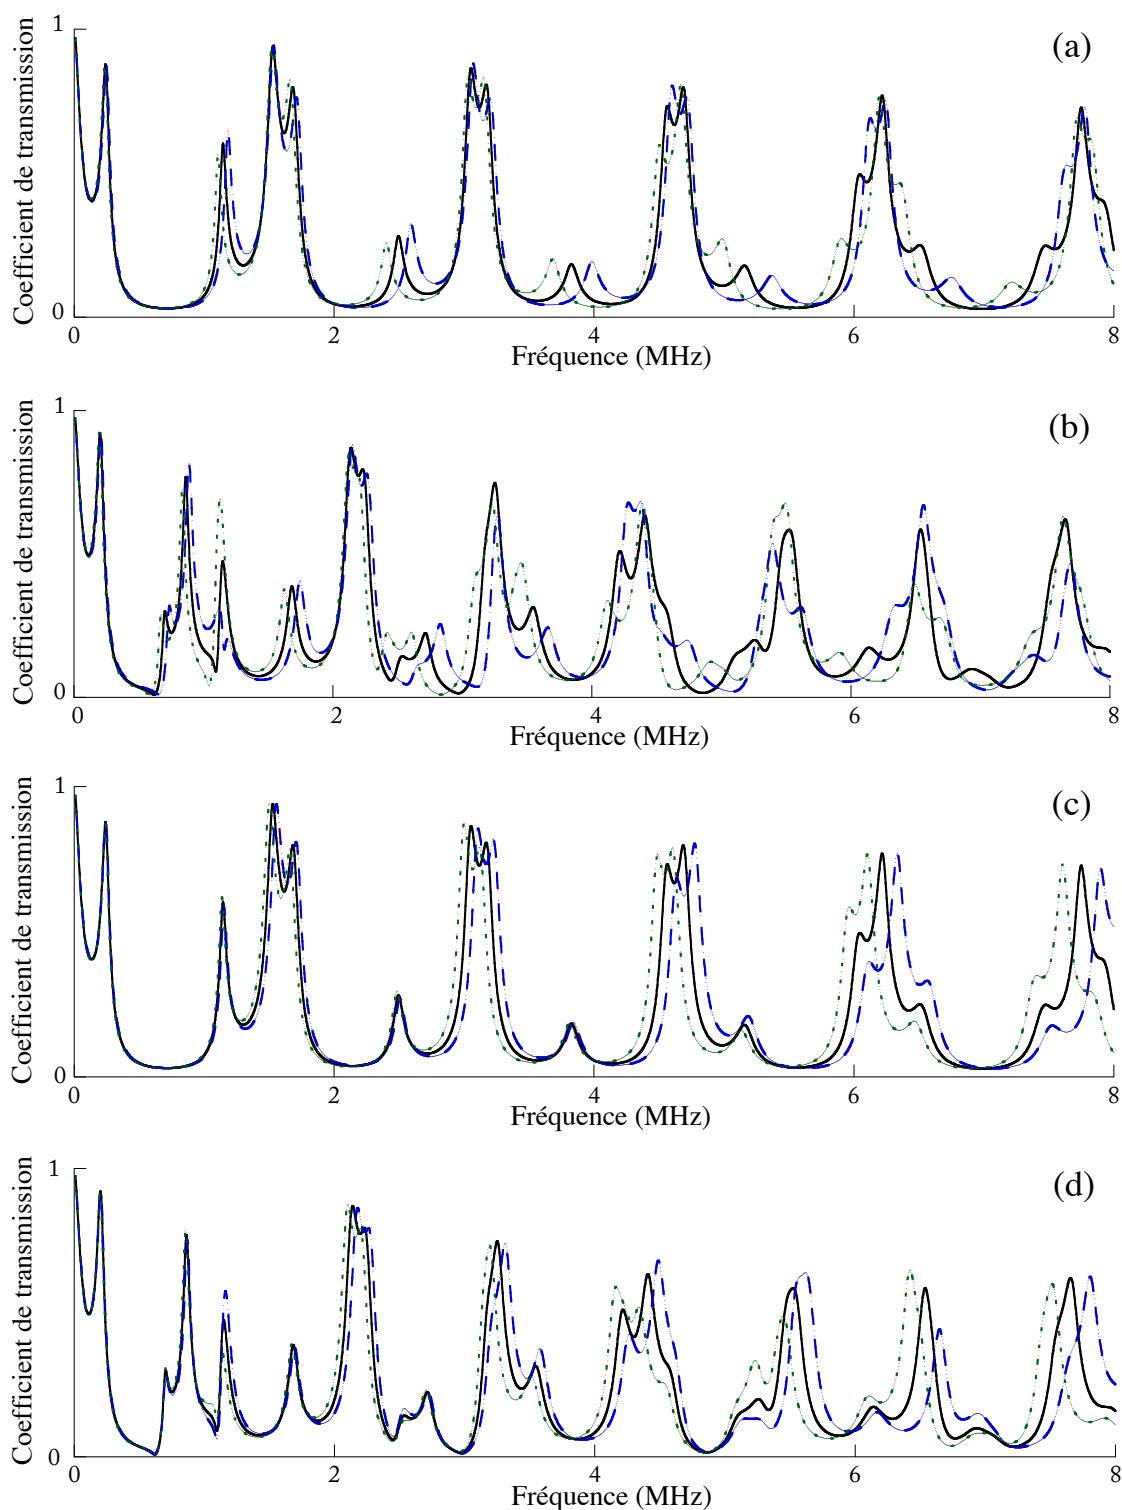 1
(a)
Coefficient de transmission
0
0 2 4 6 8
Fréquence (MHz)
1
(b)
Coefficient de transmission
0
0 2 4 6 8
Fréquence (MHz)
1
(c)
Coefficient de transmission
0
0 2 4 6 8
Fréquence (MHz)
1
(d)
Coefficient de transmission
0
0 2 4 6 8
Fréquence (MHz)